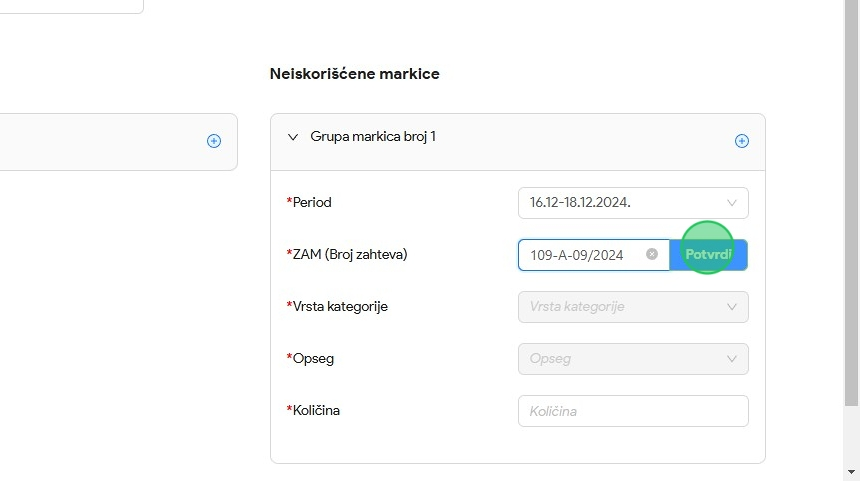 Neiskorišćene markice
Grupa markica broj 1
*Period
16.12-18.12.2024.
*ZAM (Broj zahteva)
109-A-09/2024
Potvrdi
*Vrsta kategorije
Vrsta kategorije
*Opseg
Opseg
*Količina
Količina